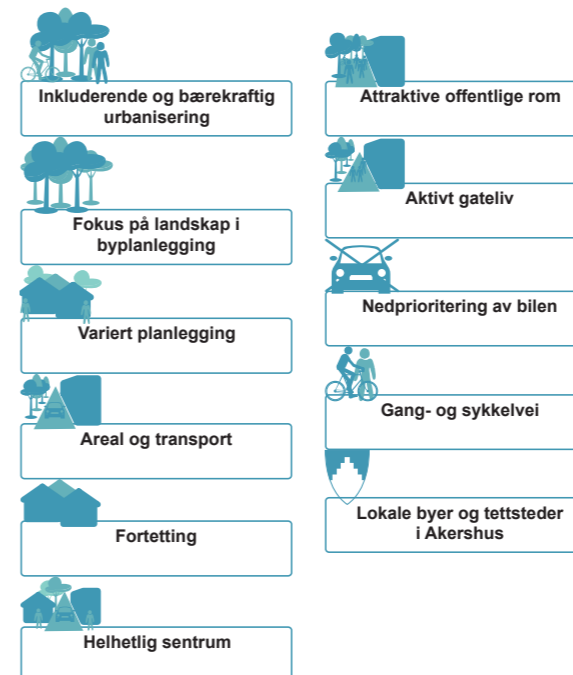 Inkluderende og bærekraftig
urbanisering
Fokus på landskap i
byplanlegging
Variert planlegging
Areal og transport
Fortetting
Helhetlig sentrum
Attraktive offentlige rom
Aktivt gateliv
Nedprioritering av bilen
Gang- og sykkelvei
Lokale byer og tettsteder
i Akershus